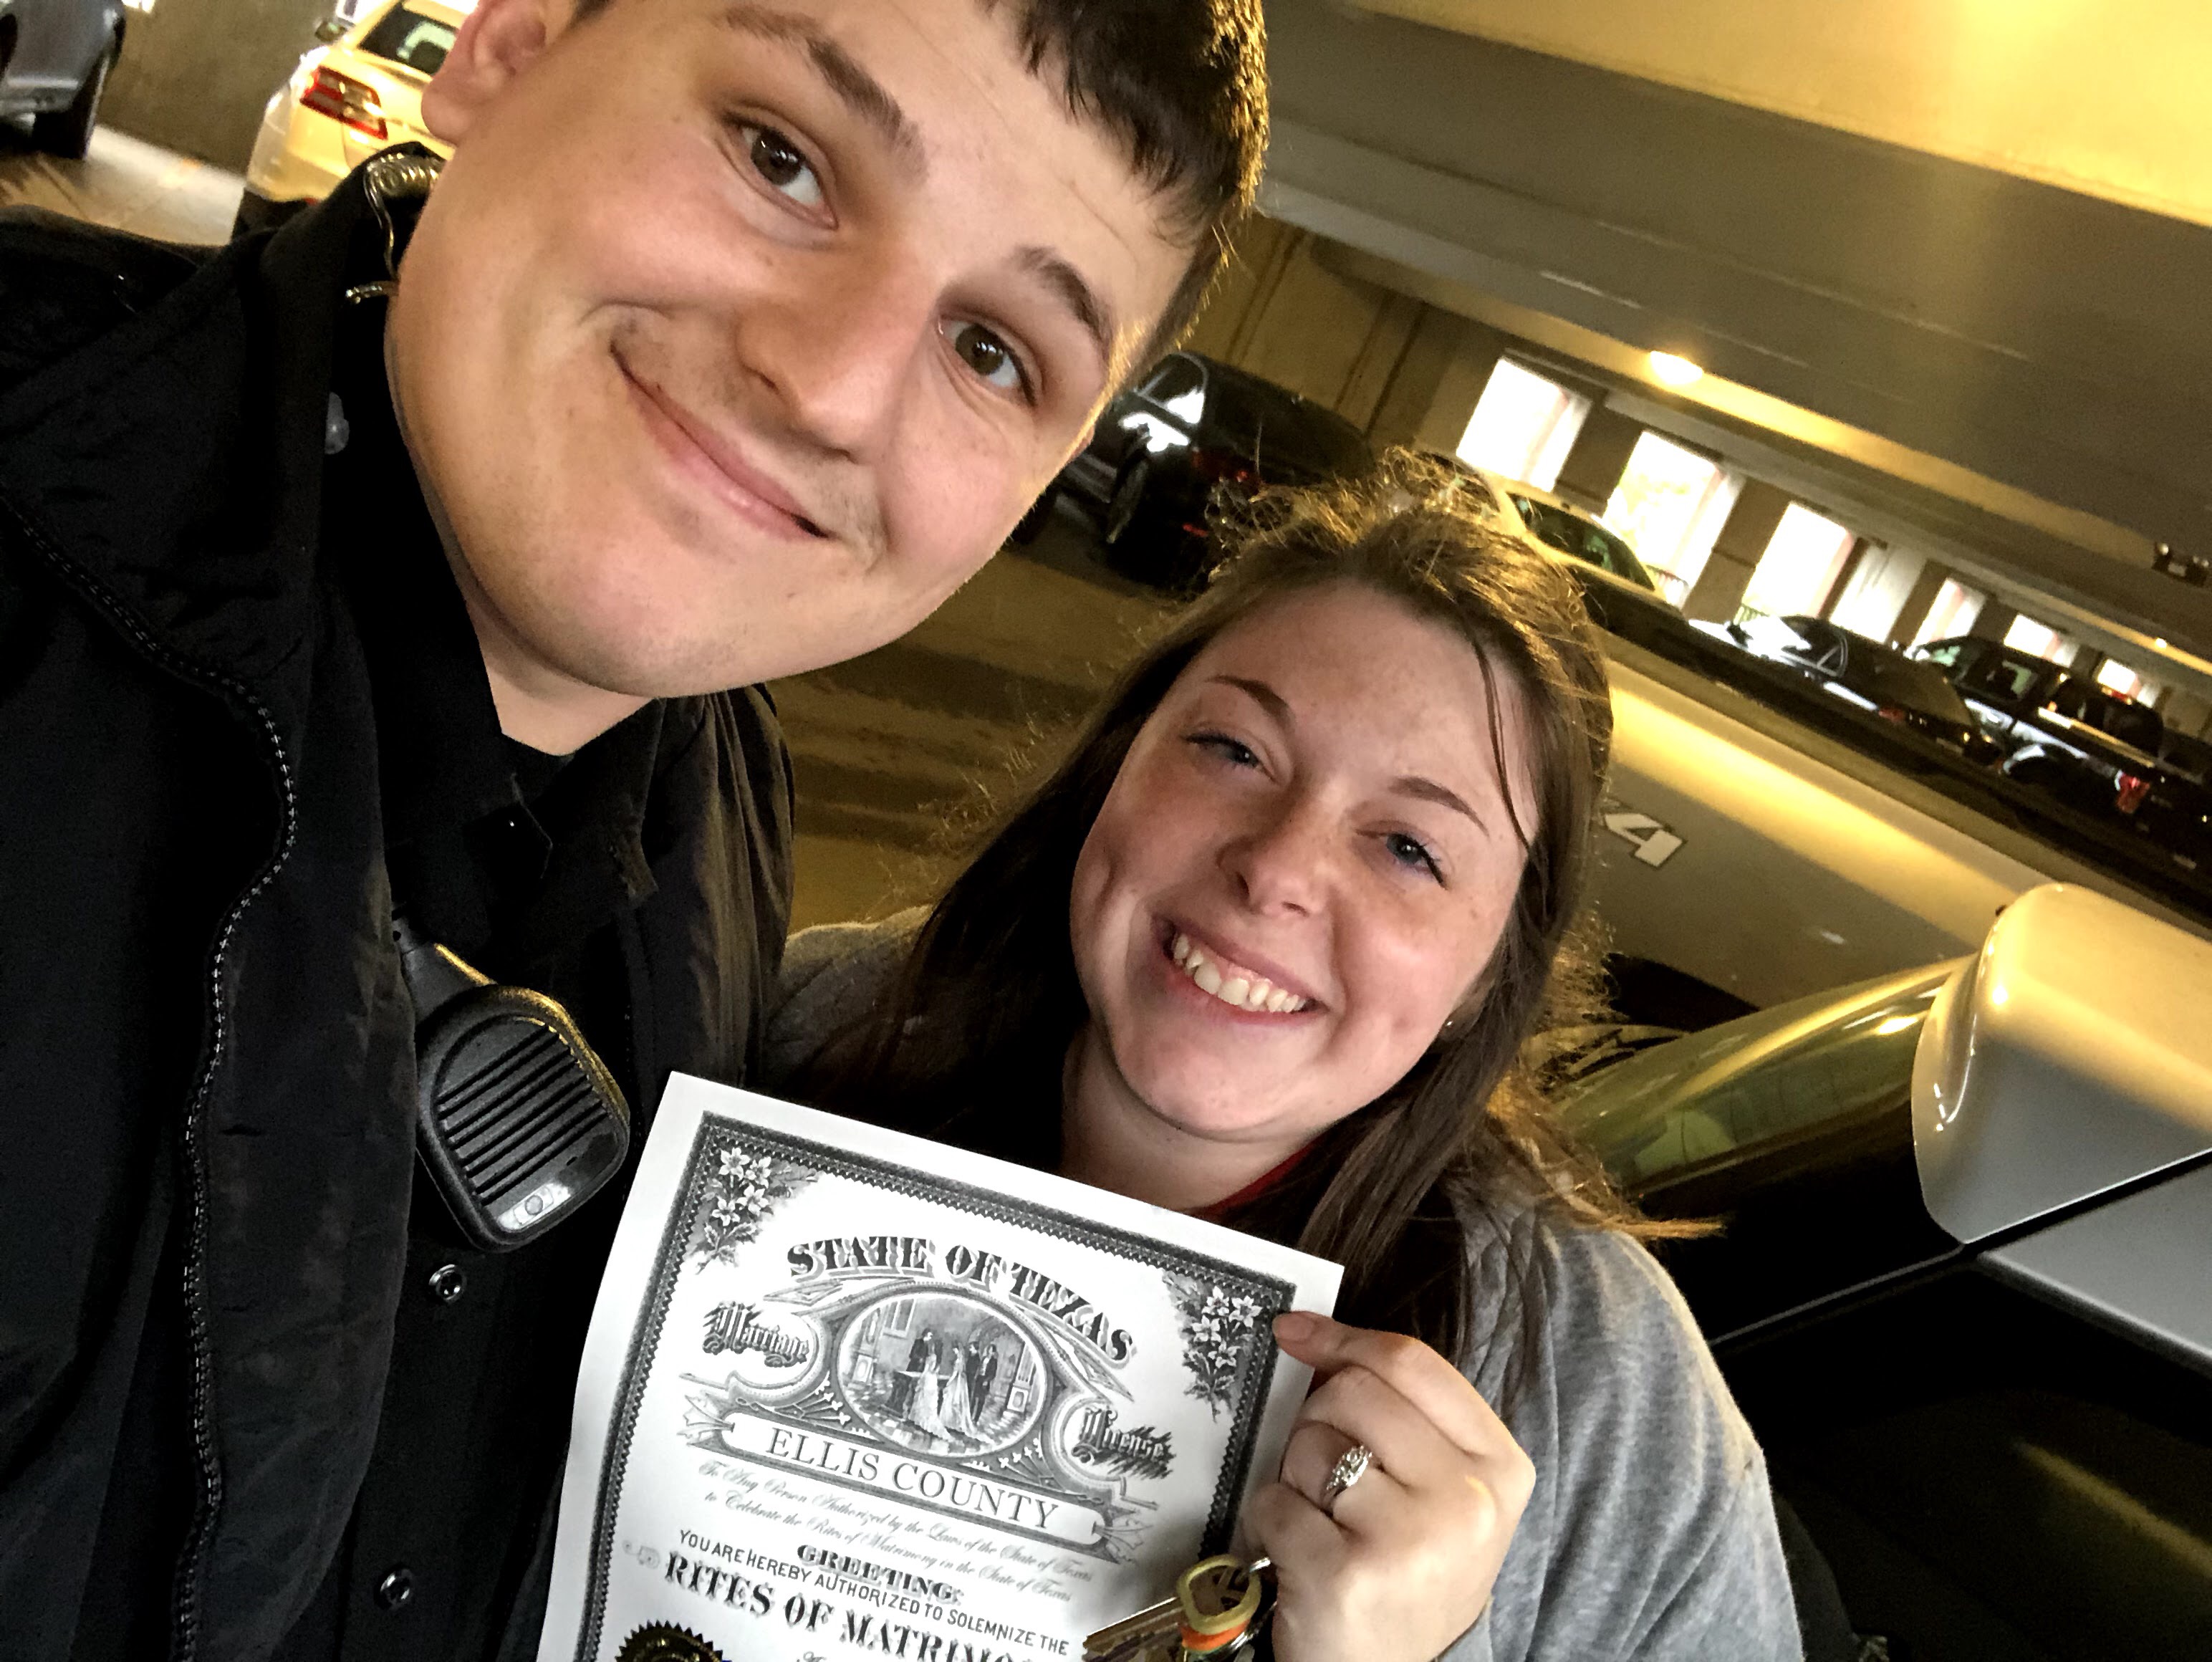 STATE OF TEXAS
Marriage License
ELLIS COUNTY
To Any Person Authorized by the Laws of the State of Texas
to Celebrate the Rites of Matrimony in the State of Texas
GREETING:
YOU ARE HEREBY AUTHORIZED TO SOLEMNIZE THE
RITES OF MATRIMO
4